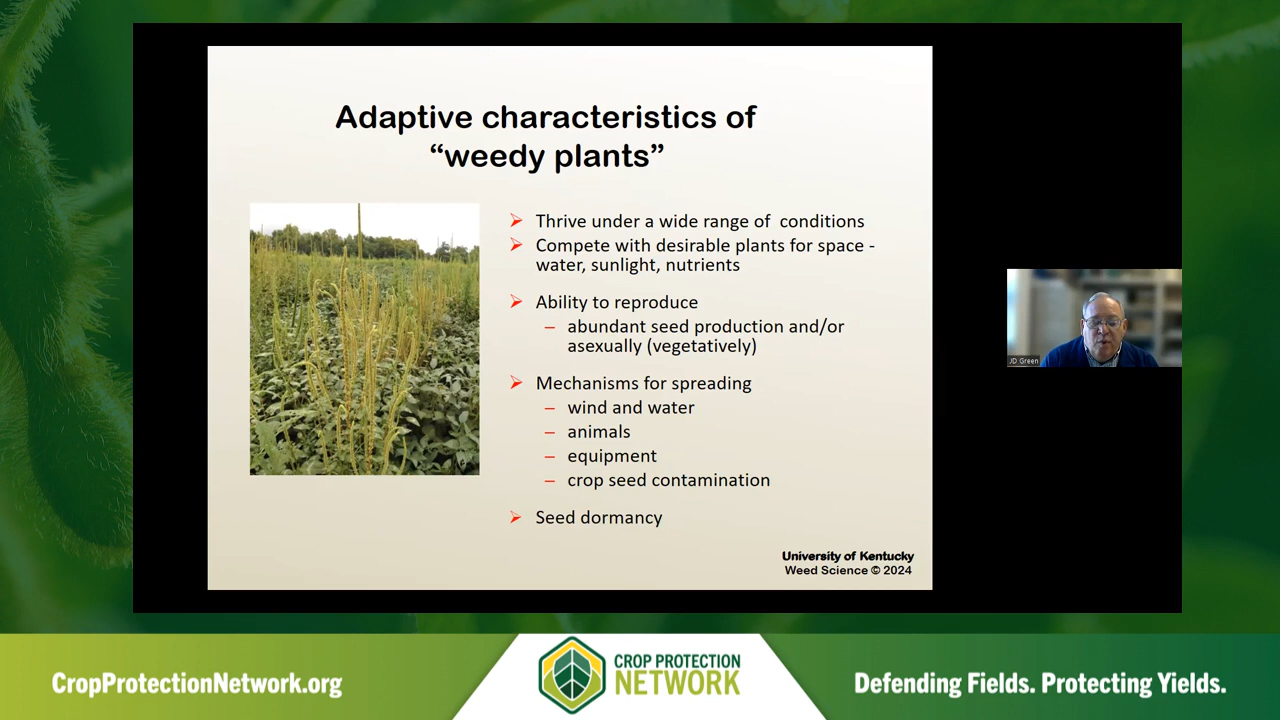 Adaptive characteristics of
“weedy plants”
➢ Thrive under a wide range of conditions
➢ Compete with desirable plants for space -
water, sunlight, nutrients
➢ Ability to reproduce
– abundant seed production and/or
asexually (vegetatively)
➢ Mechanisms for spreading
– wind and water
– animals
– equipment
– crop seed contamination
➢ Seed dormancy
University of Kentucky
Weed Science © 2024
JD Green
CropProtectionNetwork.org
CROP PROTECTION
NETWORK
Defending Fields. Protecting Yields.